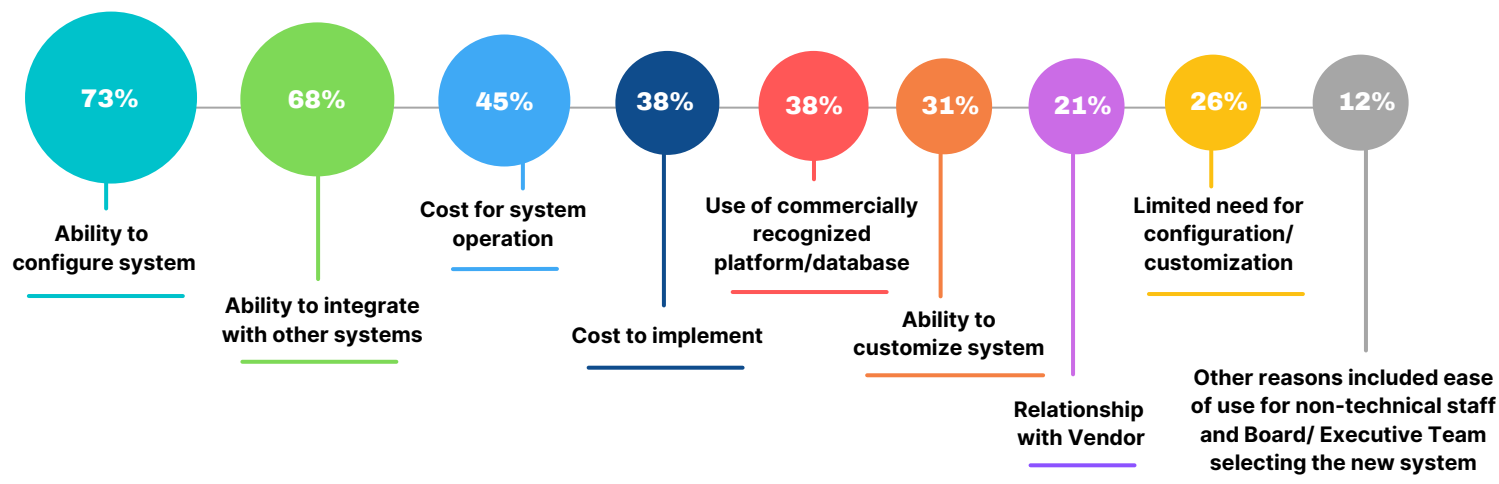 73%
Ability to
configure system
68%
Ability to integrate
with other systems
45%
Cost for system
operation
38%
Cost to implement
38%
Use of commercially
recognized
platform/database
31%
Ability to
customize system
21%
Relationship
with Vendor
26%
Limited need for
configuration/
customization
12%
Other reasons included ease
of use for non-technical staff
and Board/ Executive Team
selecting the new system